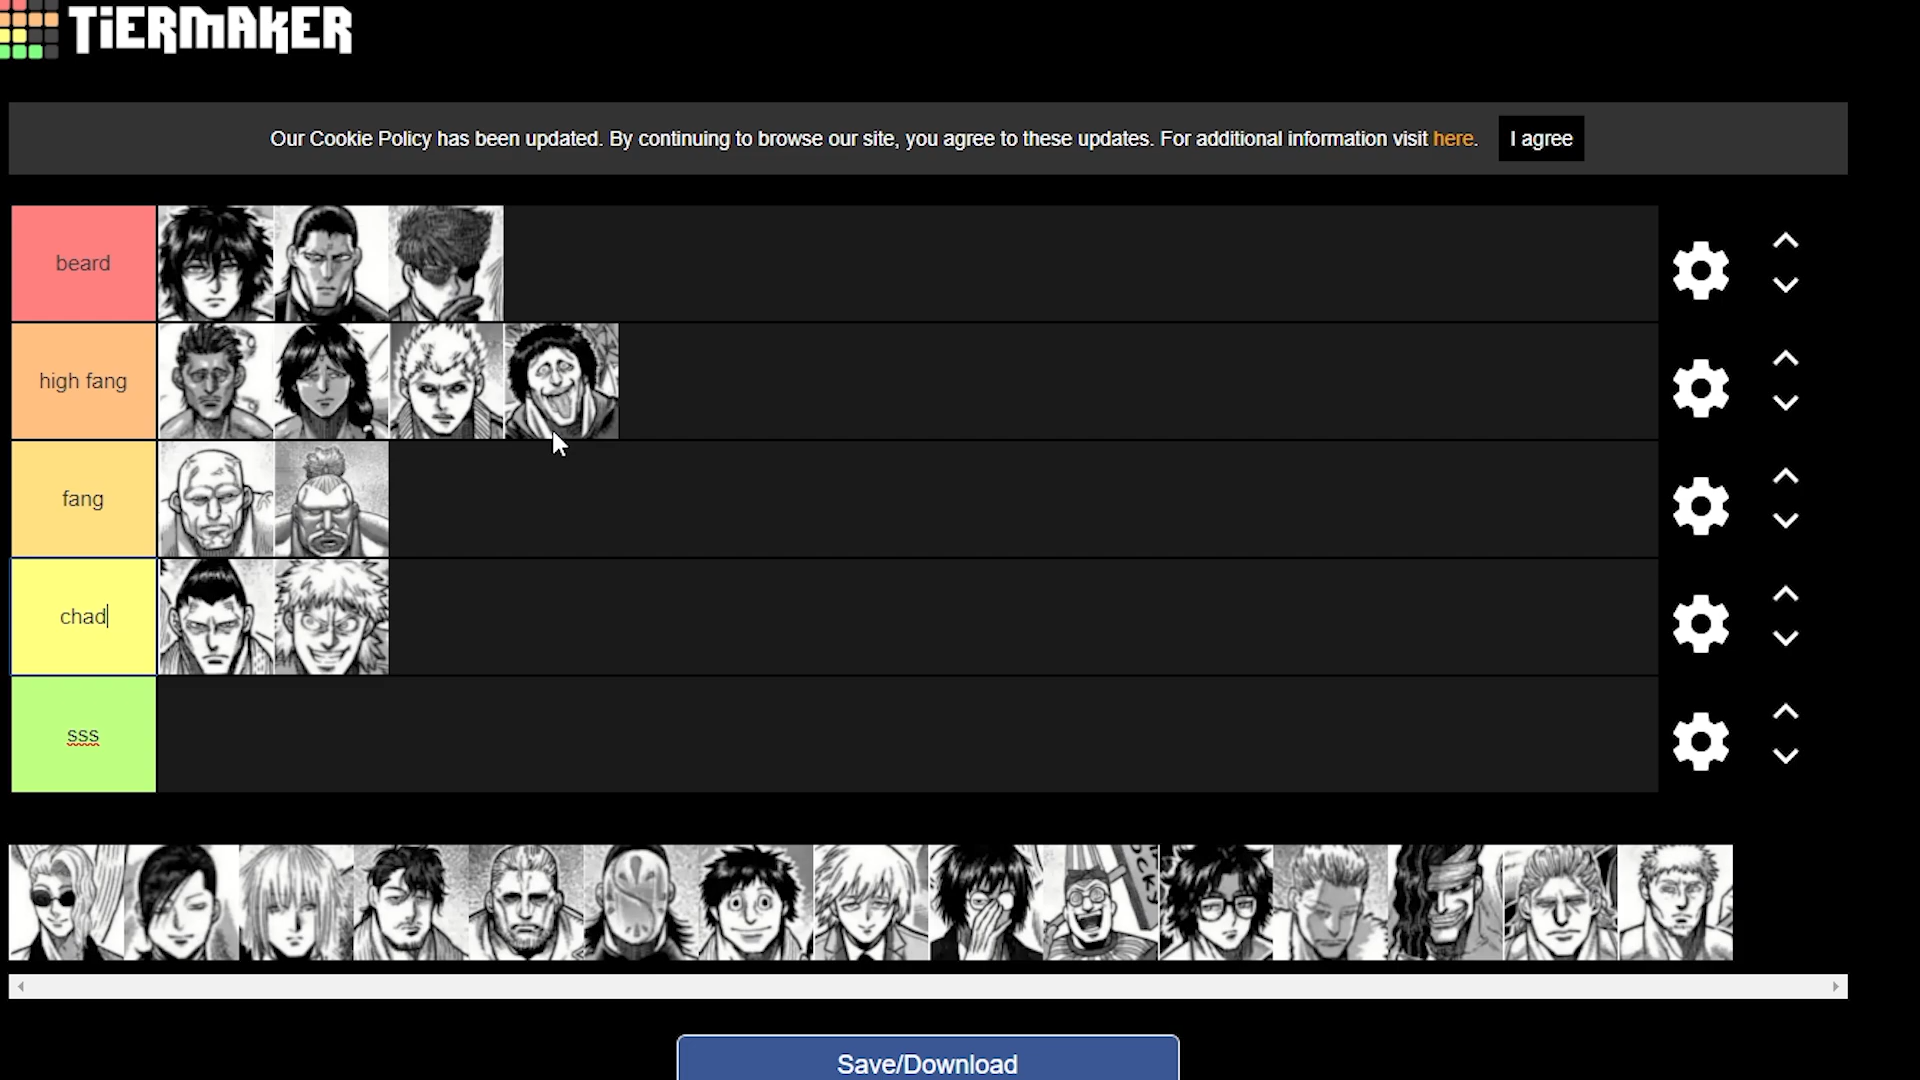 TiERMAKER
Our Cookie Policy has been updated. By continuing to browse our site, you agree to these updates. For additional information visit here. I agree
beard
high fang
fang
chad
sss
Save/Download